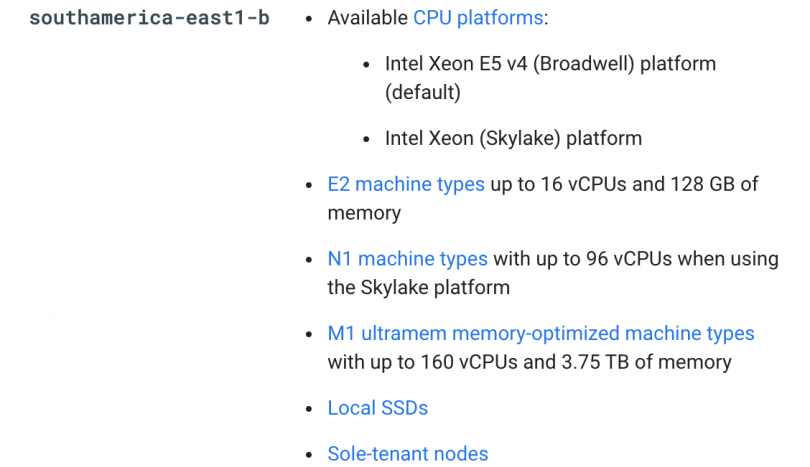 southamerica-east1-b
• Available CPU platforms:
• Intel Xeon E5 v4 (Broadwell) platform
(default)
• Intel Xeon (Skylake) platform
• E2 machine types up to 16 vCPUs and 128 GB of
memory
• N1 machine types with up to 96 vCPUs when using
the Skylake platform
• M1 ultramem memory-optimized machine types
with up to 160 vCPUs and 3.75 TB of memory
• Local SSDs
• Sole-tenant nodes